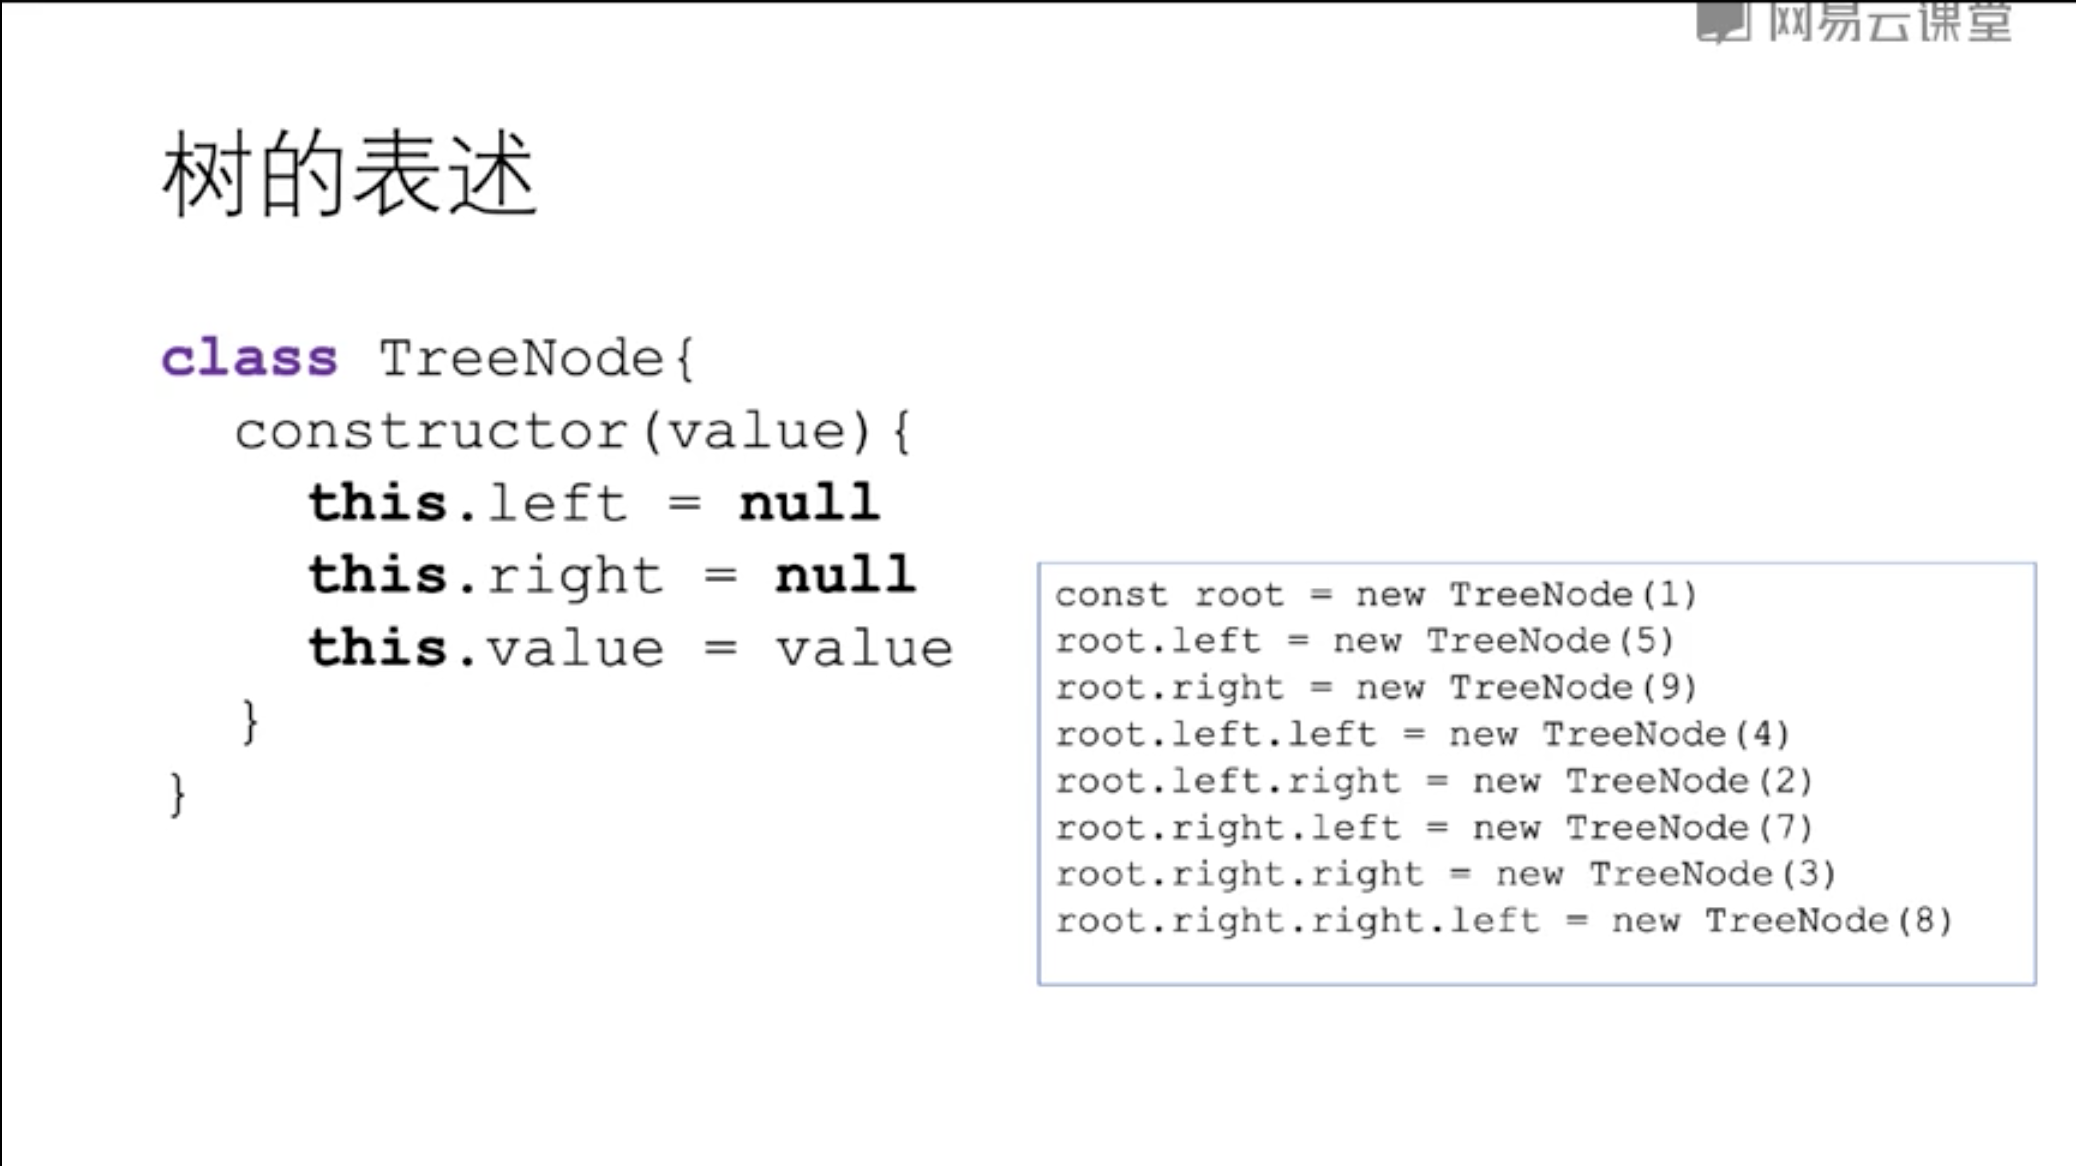 网易云课堂
树的表述
class TreeNode{
constructor(value){
this.left = null
this.right = null
this.value = value
}
}
const root = new TreeNode(1)
root.left = new TreeNode(5)
root.right = new TreeNode(9)
root.left.left = new TreeNode(4)
root.left.right = new TreeNode(2)
root.right.left = new TreeNode(7)
root.right.right = new TreeNode(3)
root.right.right.left = new TreeNode(8)